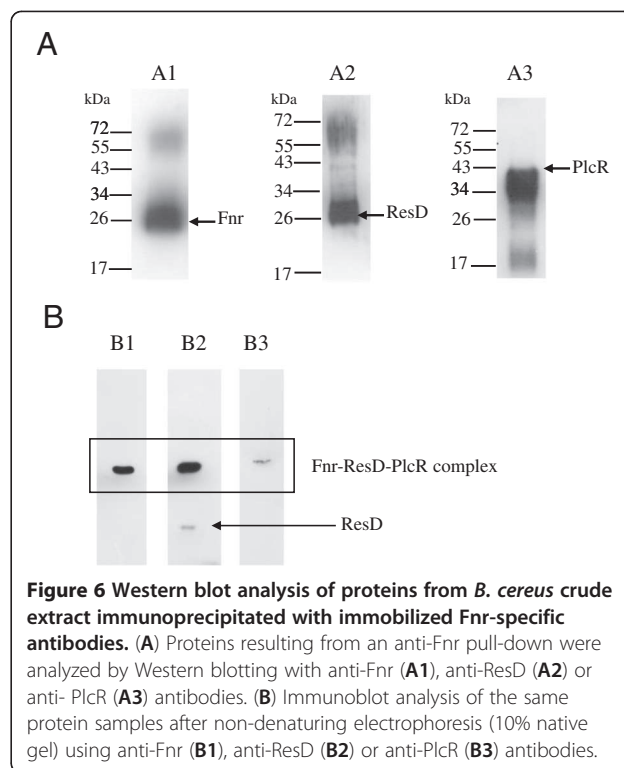 A
A1 A2 A3
kDa kDa kDa
72 72 72
55 55 55
43 43 43 PlcR
34 34 34
26 Fnr 26 ResD 26
17 17 17
B
B1 B2 B3
Fnr-ResD-PlcR complex
ResD
Figure 6 Western blot analysis of proteins from B. cereus crude
extract immunoprecipitated with immobilized Fnr-specific
antibodies. (A) Proteins resulting from an anti-Fnr pull-down were
analyzed by Western blotting with anti-Fnr (A1), anti-ResD (A2) or
anti- PlcR (A3) antibodies. (B) Immunoblot analysis of the same
protein samples after non-denaturing electrophoresis (10% native
gel) using anti-Fnr (B1), anti-ResD (B2) or anti-PlcR (B3) antibodies.